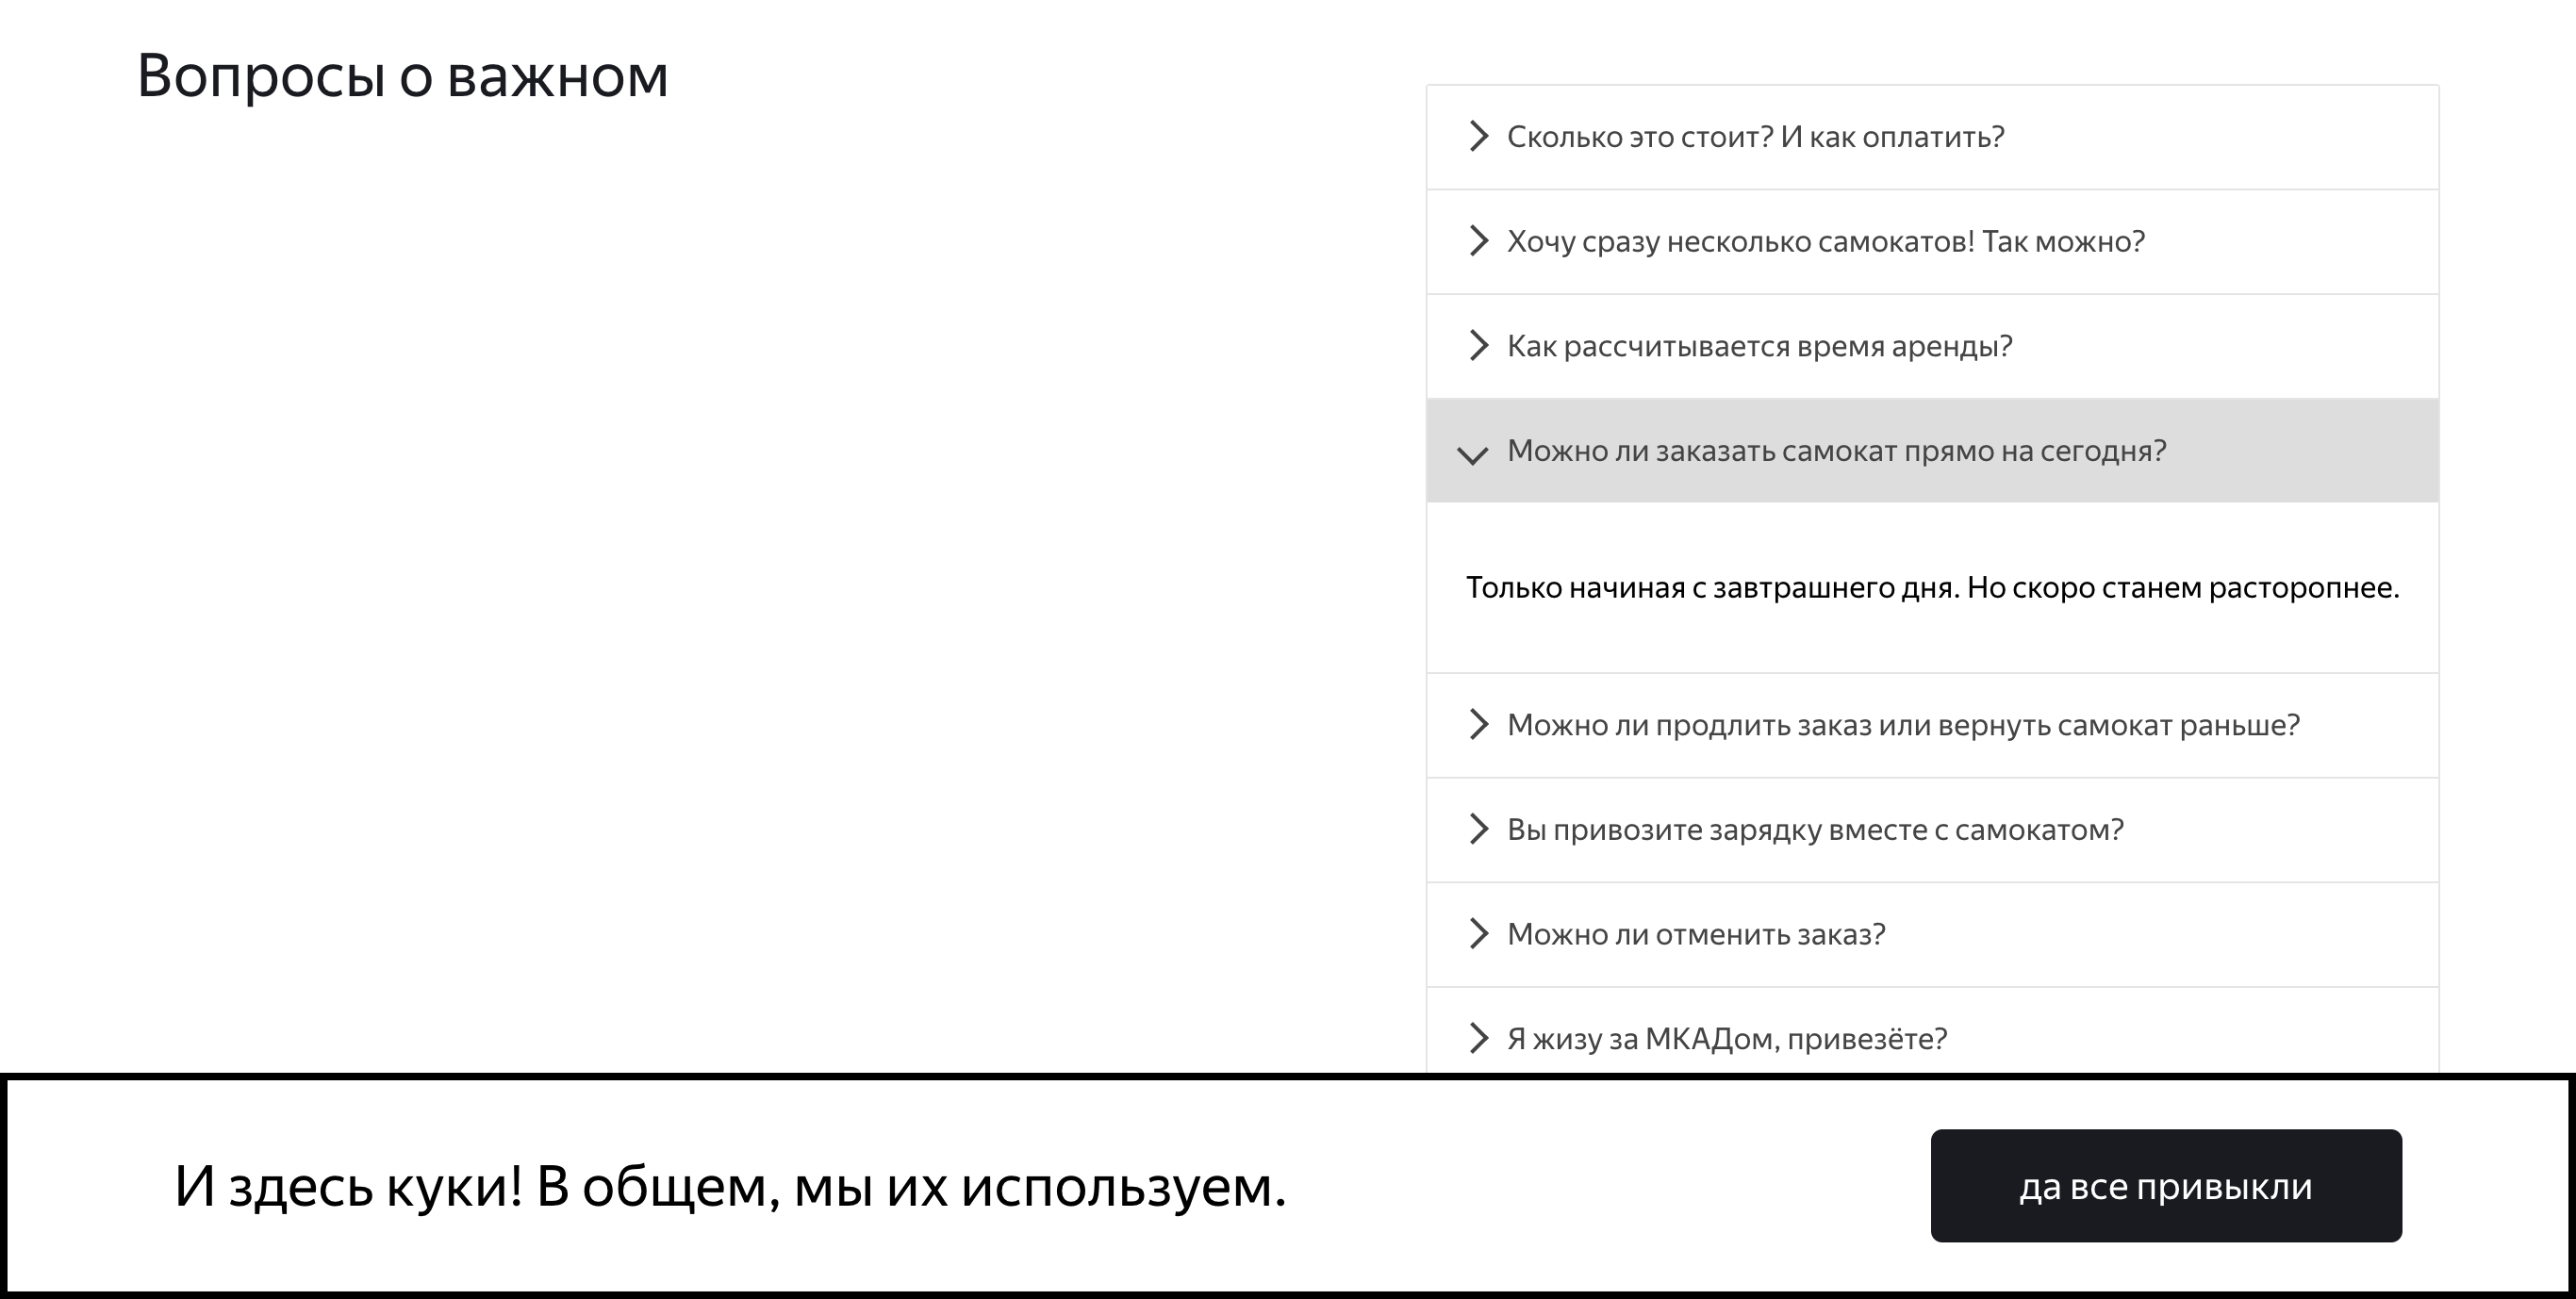 Вопросы о важном
Сколько это стоит? И как оплатить?
Хочу сразу несколько самокатов! Так можно?
Как рассчитывается время аренды?
Можно ли заказать самокат прямо на сегодня?
Только начиная с завтрашнего дня. Но скоро станем расторопнее.
Можно ли продлить заказ или вернуть самокат раньше?
Вы привозите зарядку вместе с самокатом?
Можно ли отменить заказ?
Я жизу за МКАДом, привезёте?
И здесь куки! В общем, мы их используем.
да все привыкли